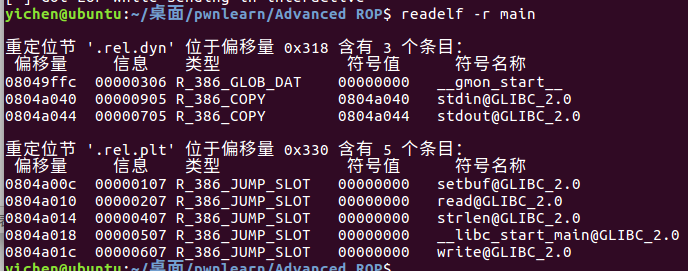 yichen@ubuntu:~/桌面/pwnlearn/Advanced ROP$ readelf -r main
重定位节 '.rel.dyn' 位于偏移量 0x318 含有 3 个条目：
偏移量 信息 类型 符号值 符号名称
08049ffc 00000306 R_386_GLOB_DAT 00000000 __gmon_start__
0804a040 00000905 R_386_COPY 0804a040 stdin@GLIBC_2.0
0804a044 00000705 R_386_COPY 0804a044 stdout@GLIBC_2.0
重定位节 '.rel.plt' 位于偏移量 0x330 含有 5 个条目：
偏移量 信息 类型 符号值 符号名称
0804a00c 00000107 R_386_JUMP_SLOT 00000000 setbuf@GLIBC_2.0
0804a010 00000207 R_386_JUMP_SLOT 00000000 read@GLIBC_2.0
0804a014 00000407 R_386_JUMP_SLOT 00000000 strlen@GLIBC_2.0
0804a018 00000507 R_386_JUMP_SLOT 00000000 __libc_start_main@GLIBC_2.0
0804a01c 00000607 R_386_JUMP_SLOT 00000000 write@GLIBC_2.0
yichen@ubuntu:~/桌面/pwnlearn/Advanced ROP$